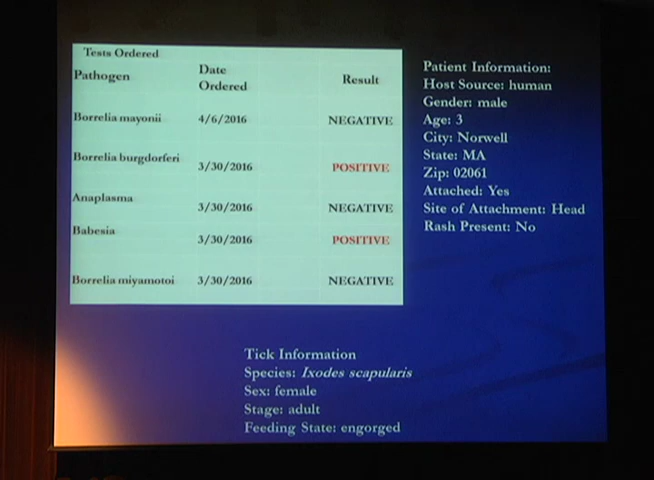 Tests Ordered
Pathogen Date Ordered Result
Borrelia mayonii 4/6/2016 NEGATIVE
Borrelia burgdorferi 3/30/2016 POSITIVE
Anaplasma 3/30/2016 NEGATIVE
Babesia 3/30/2016 POSITIVE
Borrelia miyamotoi 3/30/2016 NEGATIVE
Patient Information:
Host Source: human
Gender: male
Age: 3
City: Norwell
State: MA
Zip: 02061
Attached: Yes
Site of Attachment: Head
Rash Present: No
Tick Information
Species: Ixodes scapularis
Sex: female
Stage: adult
Feeding State: engorged